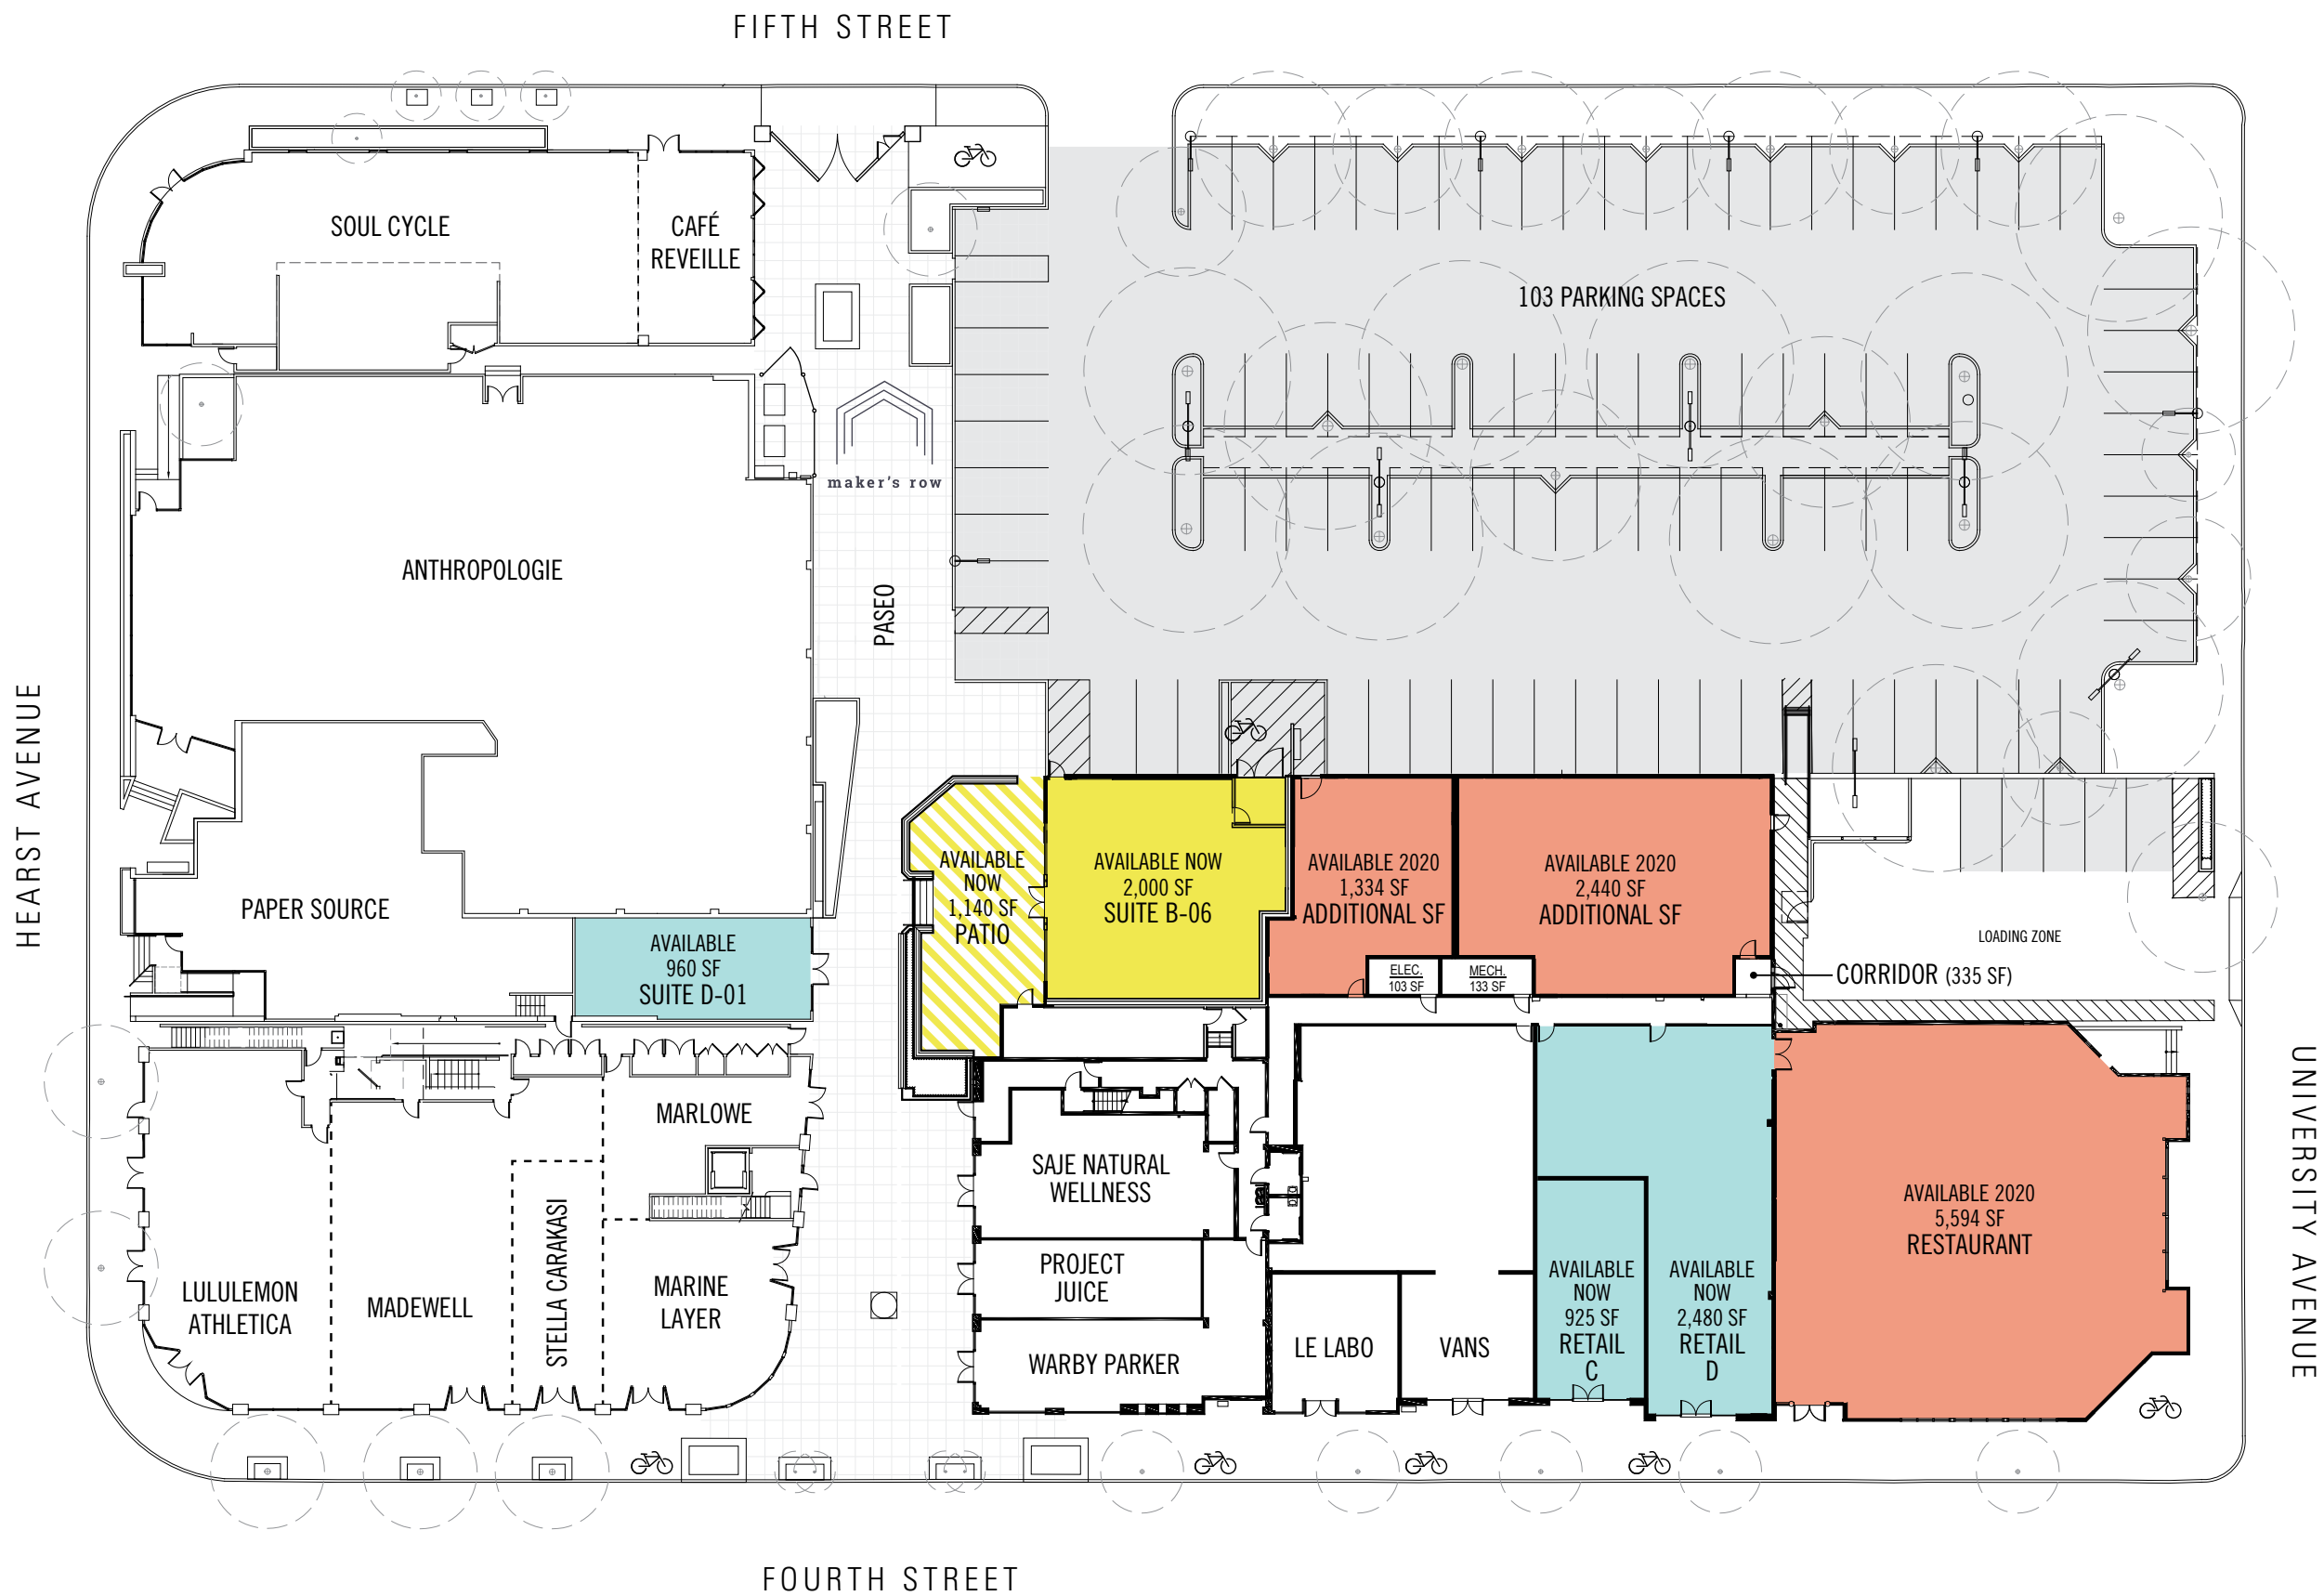 FIFTH STREET
SOUL CYCLE
CAFÉ
REVEILLE
103 PARKING SPACES
maker's row
ANTHROPOLOGIE
PASEO
HEARST AVENUE
PAPER SOURCE
AVAILABLE
960 SF
SUITE D-01
AVAILABLE
NOW
1,140 SF
PATIO
AVAILABLE NOW
2,000 SF
SUITE B-06
AVAILABLE 2020
1,334 SF
ADDITIONAL SF
AVAILABLE 2020
2,440 SF
ADDITIONAL SF
ELEC.
103 SF
MECH.
133 SF
LOADING ZONE
CORRIDOR (335 SF)
UNIVERSITY AVENUE
LULULEMON
ATHLETICA
MADEWELL
STELLA CARAKASI
MARLOWE
MARINE
LAYER
SAJE NATURAL
WELLNESS
PROJECT
JUICE
WARBY PARKER
LE LABO
VANS
AVAILABLE
NOW
925 SF
RETAIL
C
AVAILABLE
NOW
2,480 SF
RETAIL
D
AVAILABLE 2020
5,594 SF
RESTAURANT
FOURTH STREET